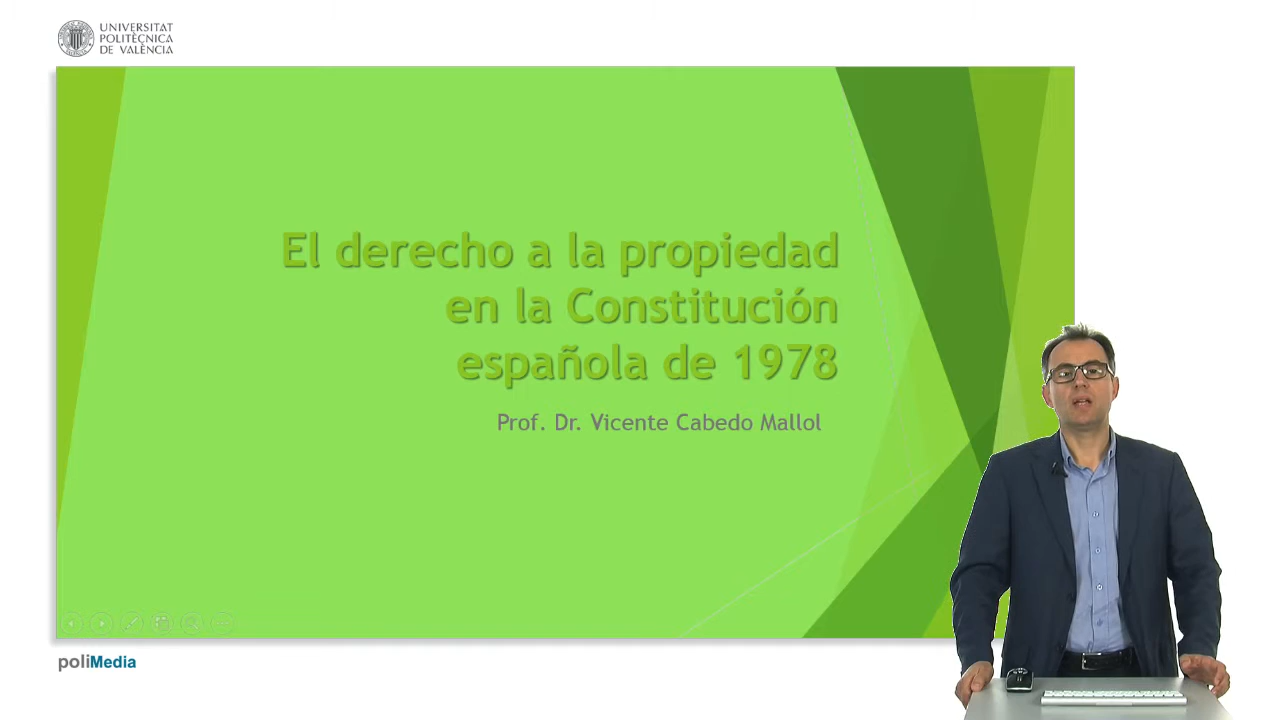 UNIVERSITAT
POLITÈCNICA
DE VALÈNCIA
El derecho a la propiedad
en la Constitución
española de 1978
Prof. Dr. Vicente Cabedo Mallol
poliMedia